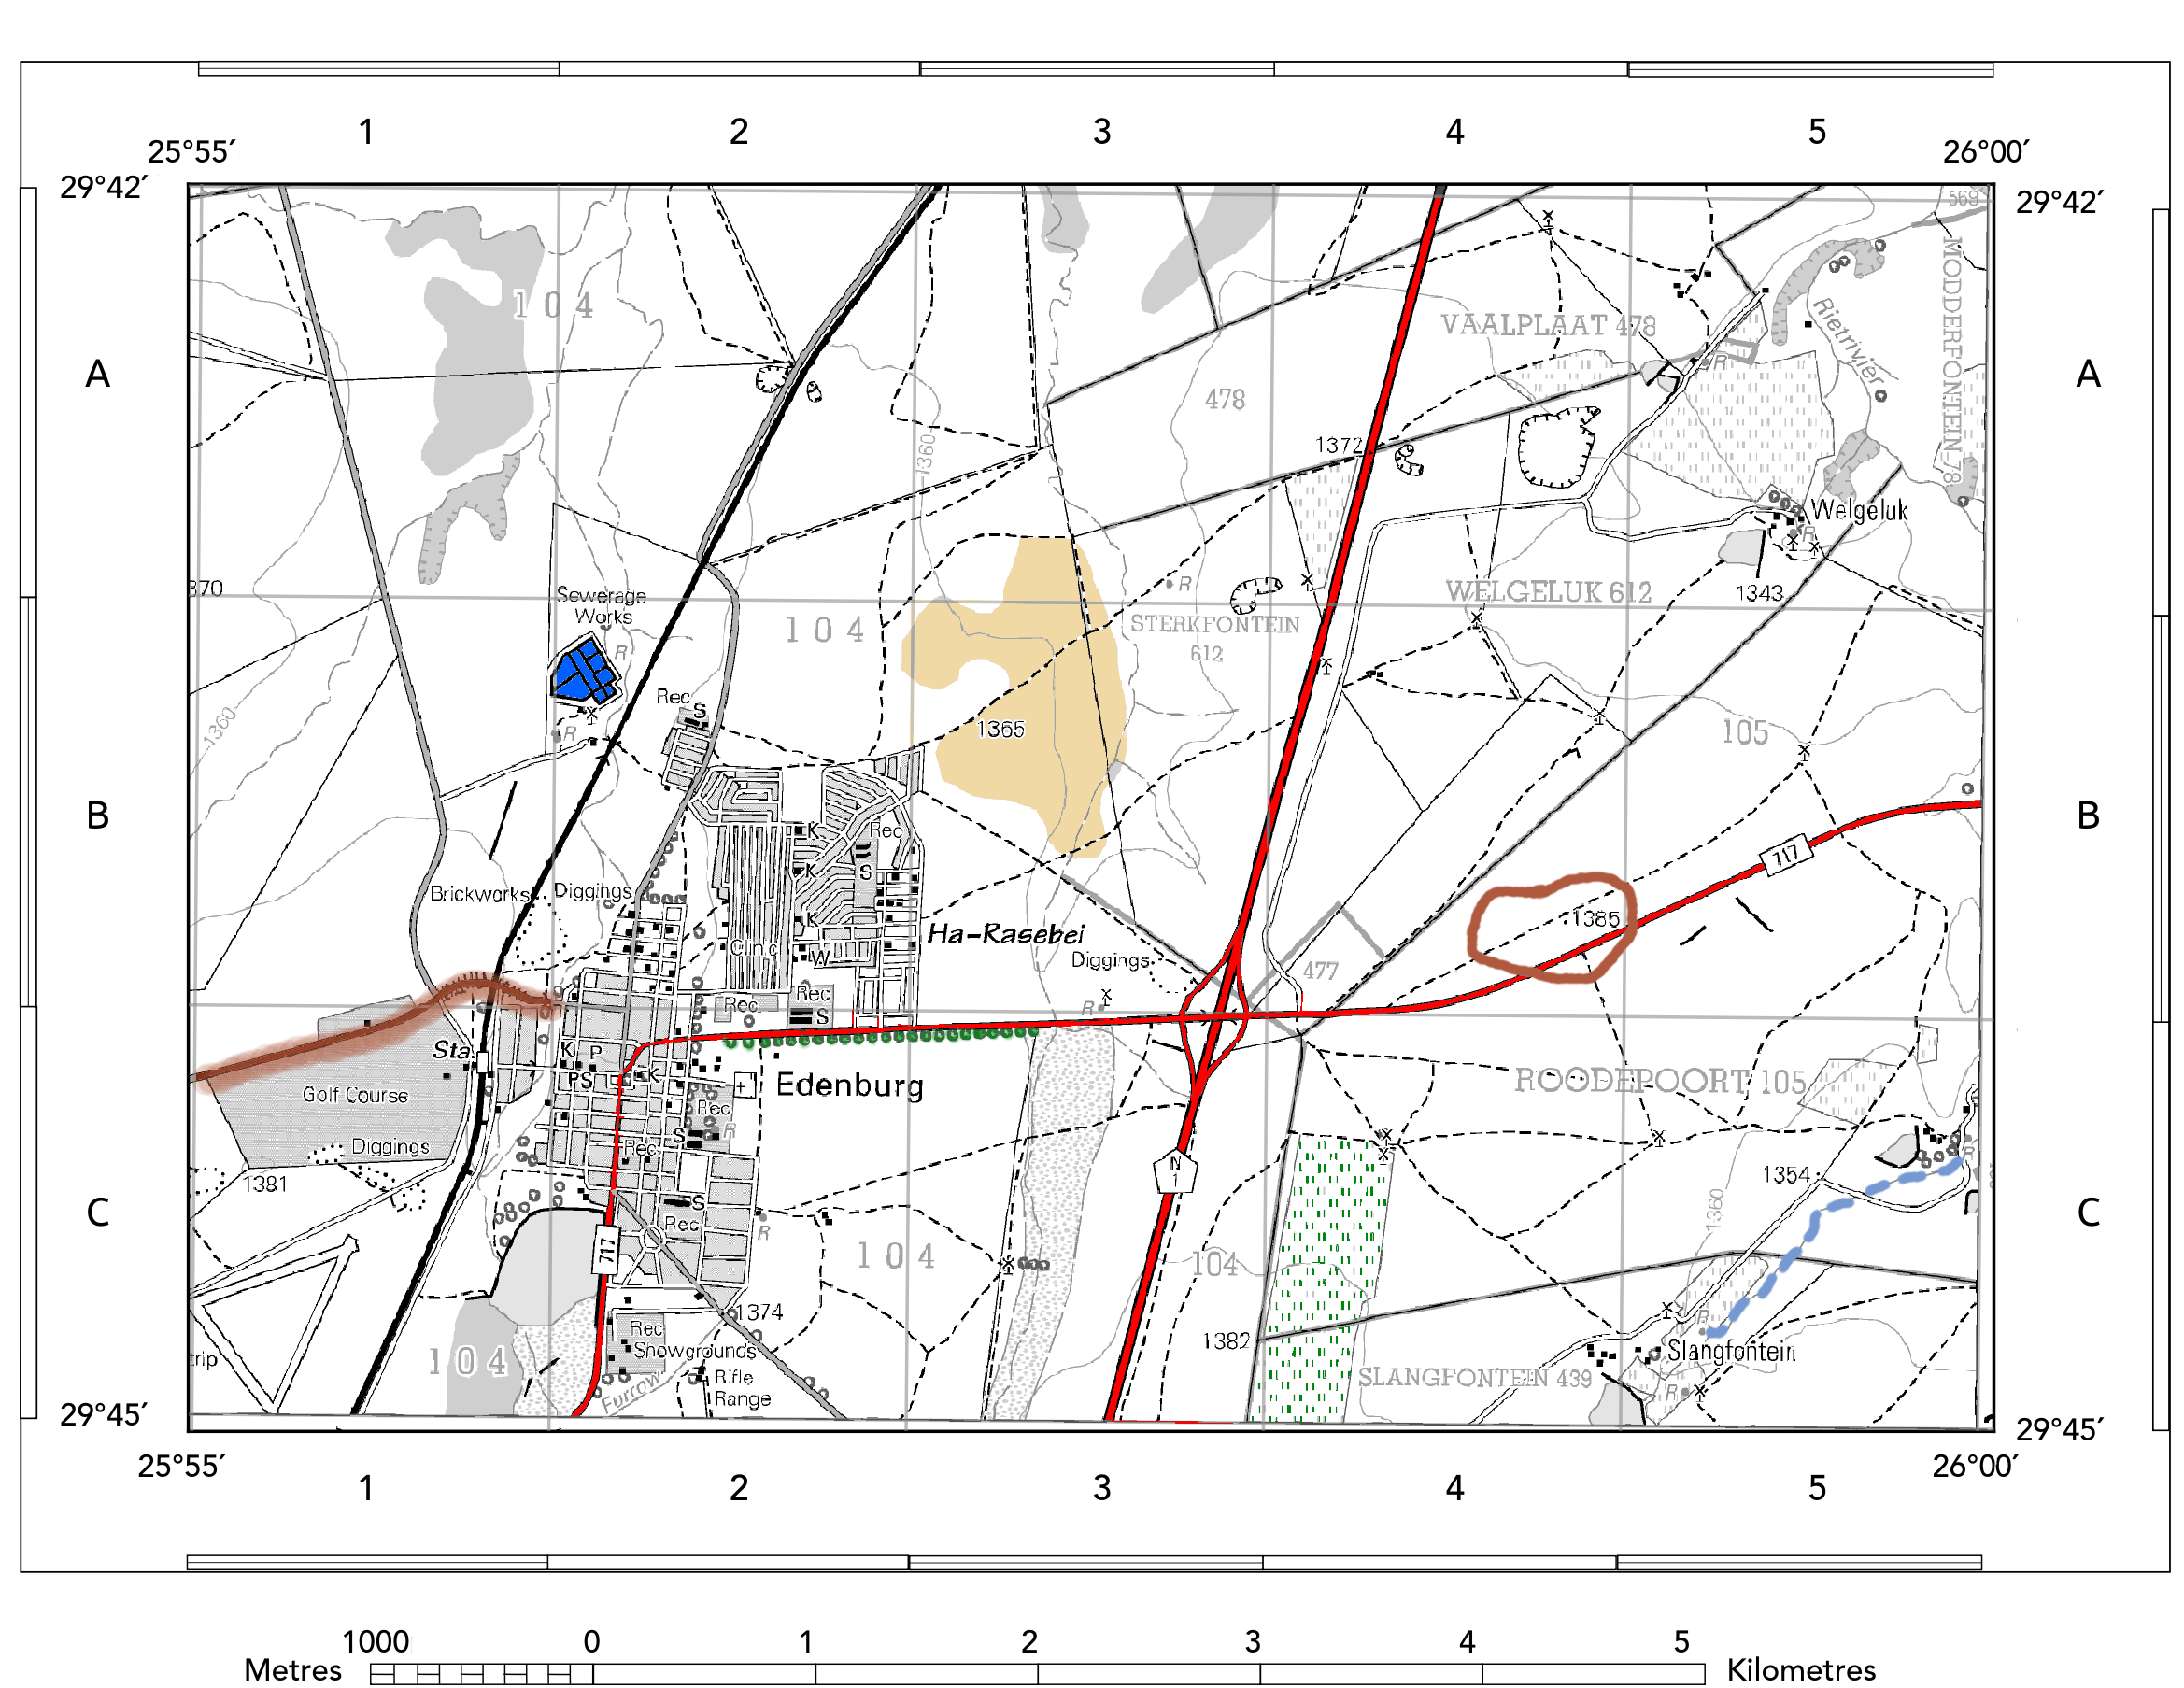 1 2 3 4 5
25°55′ 26°00′
29°42′ 29°42′
569
MODDERFONTEIN 78
104
Rietrivier
VAALPLAAT 478
R
A A
478
1360
1372
Welgeluk
R
870
R
WELGELUK 612
1343
Sewerage
Works
104
STERKFONTEIN
612
R
Rec
S
1360
1365
105
R
B B
K
Rec
717
K
S
Brickworks
Diggings
K
1385
Ha-Rasebei
Clinic
W
Diggings
477
Rec
Rec
R
S
Sta
K
P
PS
K
Edenburg
ROODEPOORT 105
Golf Course
Rec
R
S
Diggings
Rec
R
N
1
1381
1354
C C
S
Rec
R
1360
717
104
104
1374
R
Rec
1382
Slangfontein
trip
104
Showgrounds
Rifle
Range
Furrow
SLANGFONTEIN 439
R
29°45′ 29°45′
25°55′ 26°00′
1 2 3 4 5
1000 0 1 2 3 4 5
Metres Kilometres